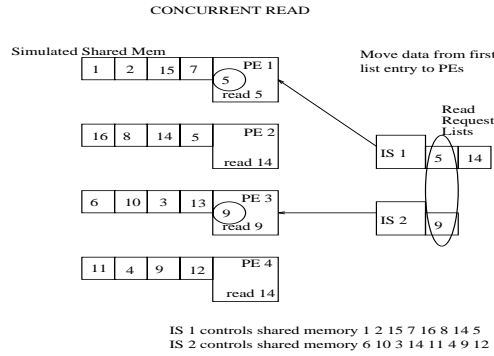 CONCURRENT READ
Simulated Shared Mem
Move data from first
list entry to PEs
1 2 15 7 PE 1
5
read 5
Read
Request
Lists
16 8 14 5 PE 2
read 14
IS 1 5 14
6 10 3 13 PE 3
9
read 9
IS 2 9
11 4 9 12 PE 4
read 14
IS 1 controls shared memory 1 2 15 7 16 8 14 5
IS 2 controls shared memory 6 10 3 14 11 4 9 12